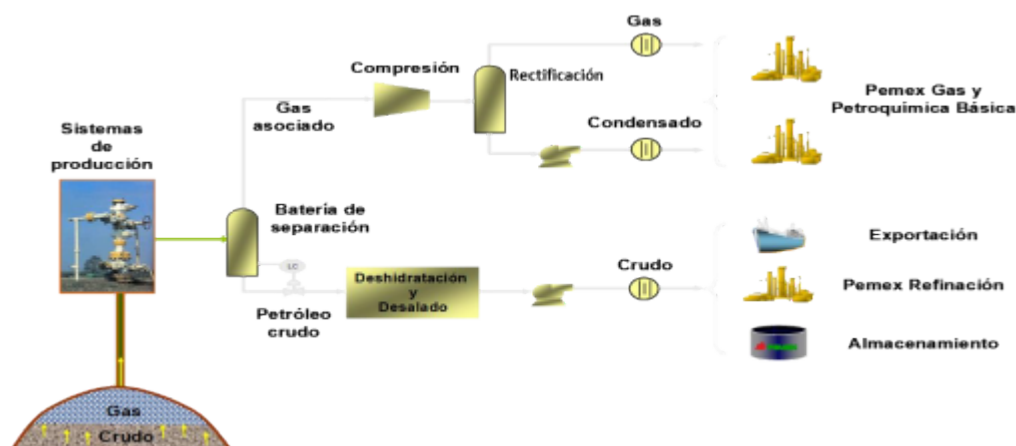 Gas
Compresión
Rectificación
Gas
asociado
Pemex Gas y
Petroquímica Básica
Condensado
Sistemas
de
producción
Batería de
separación
LC
Petróleo
crudo
Deshidratación
y
Desalado
Crudo
Exportación
Pemex Refinación
Almacenamiento
Gas
Crudo